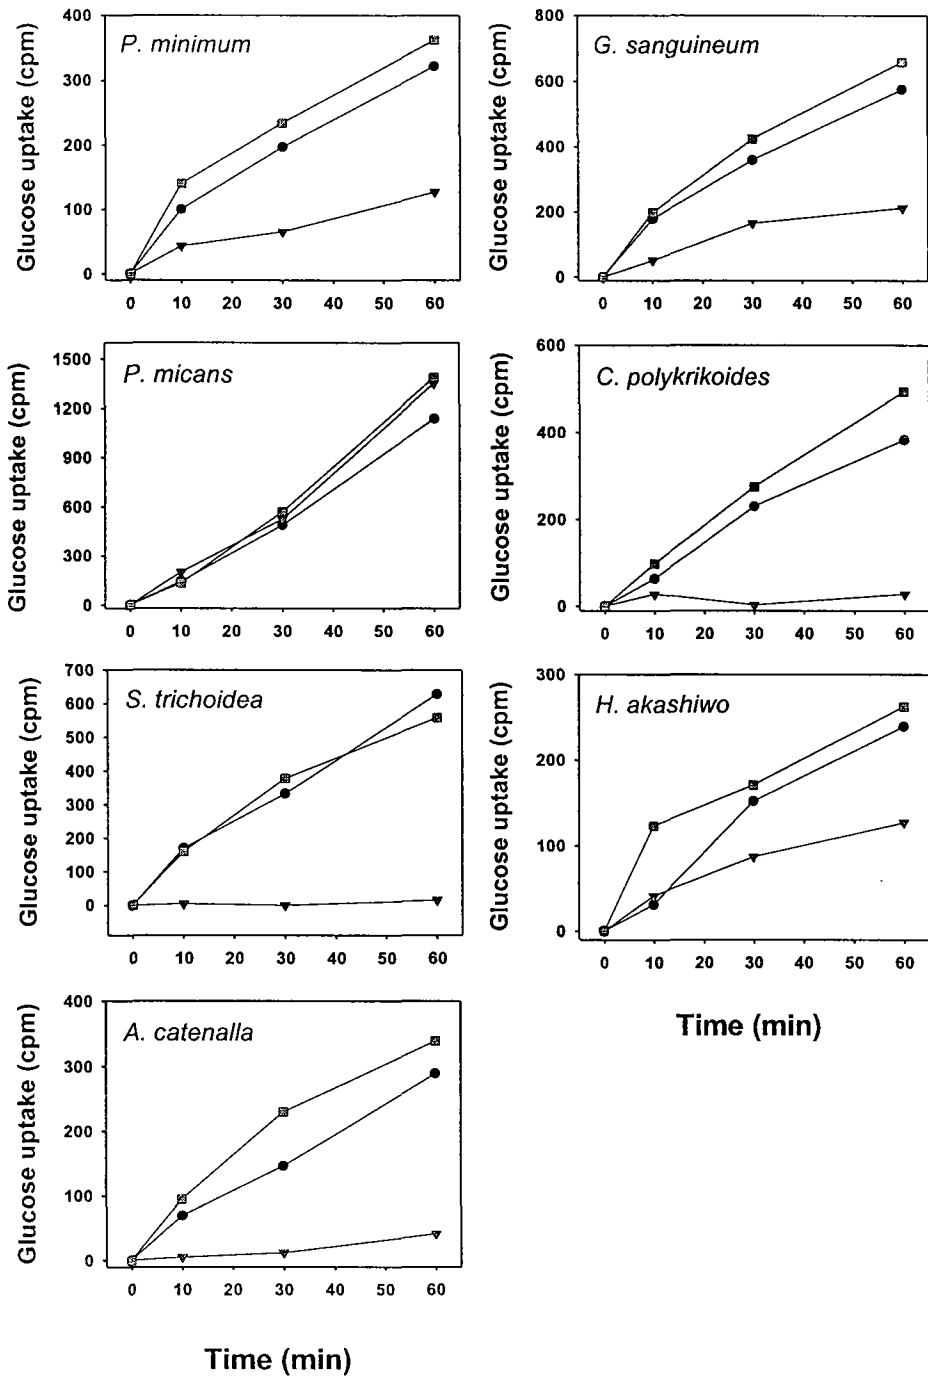 P. minimum
Glucose uptake (cpm)
400
300
200
100
0
0 10 20 30 40 50 60
G. sanguineum
Glucose uptake (cpm)
800
600
400
200
0
0 10 20 30 40 50 60
P. micans
Glucose uptake (cpm)
1500
1200
900
600
300
0
0 10 20 30 40 50 60
C. polykrikoides
Glucose uptake (cpm)
600
400
200
0
0 10 20 30 40 50 60
S. trichoidea
Glucose uptake (cpm)
700
600
500
400
300
200
100
0
0 10 20 30 40 50 60
H. akashiwo
Glucose uptake (cpm)
300
200
100
0
0 10 20 30 40 50 60
Time (min)
A. catenalla
Glucose uptake (cpm)
400
300
200
100
0
0 10 20 30 40 50 60
Time (min)